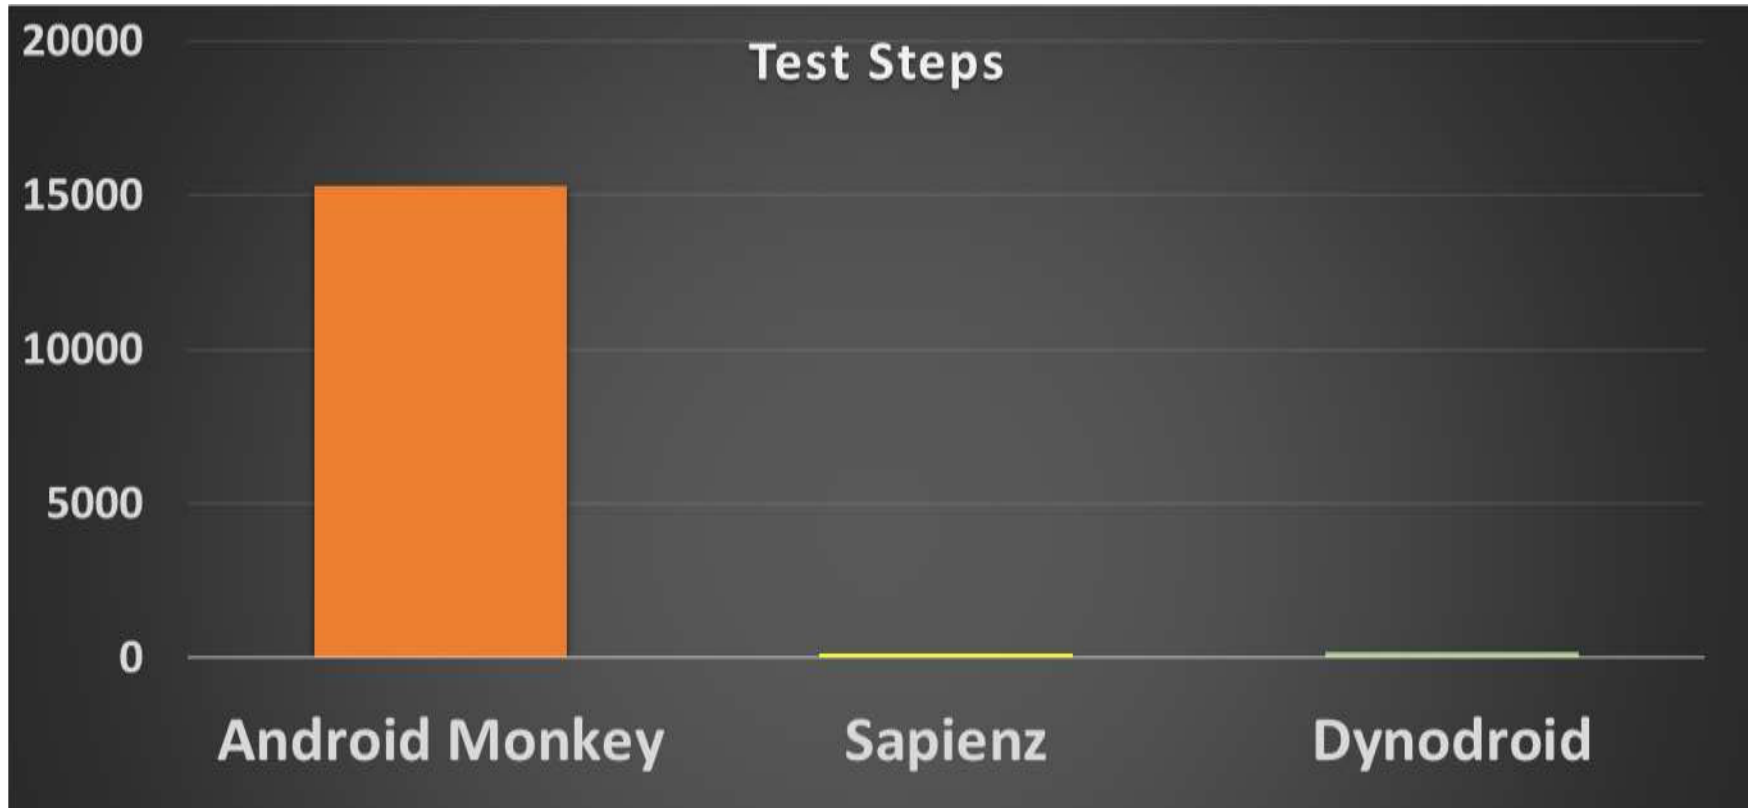 Test Steps
20000
15000
10000
5000
0
Android Monkey
Sapienz
Dynodroid